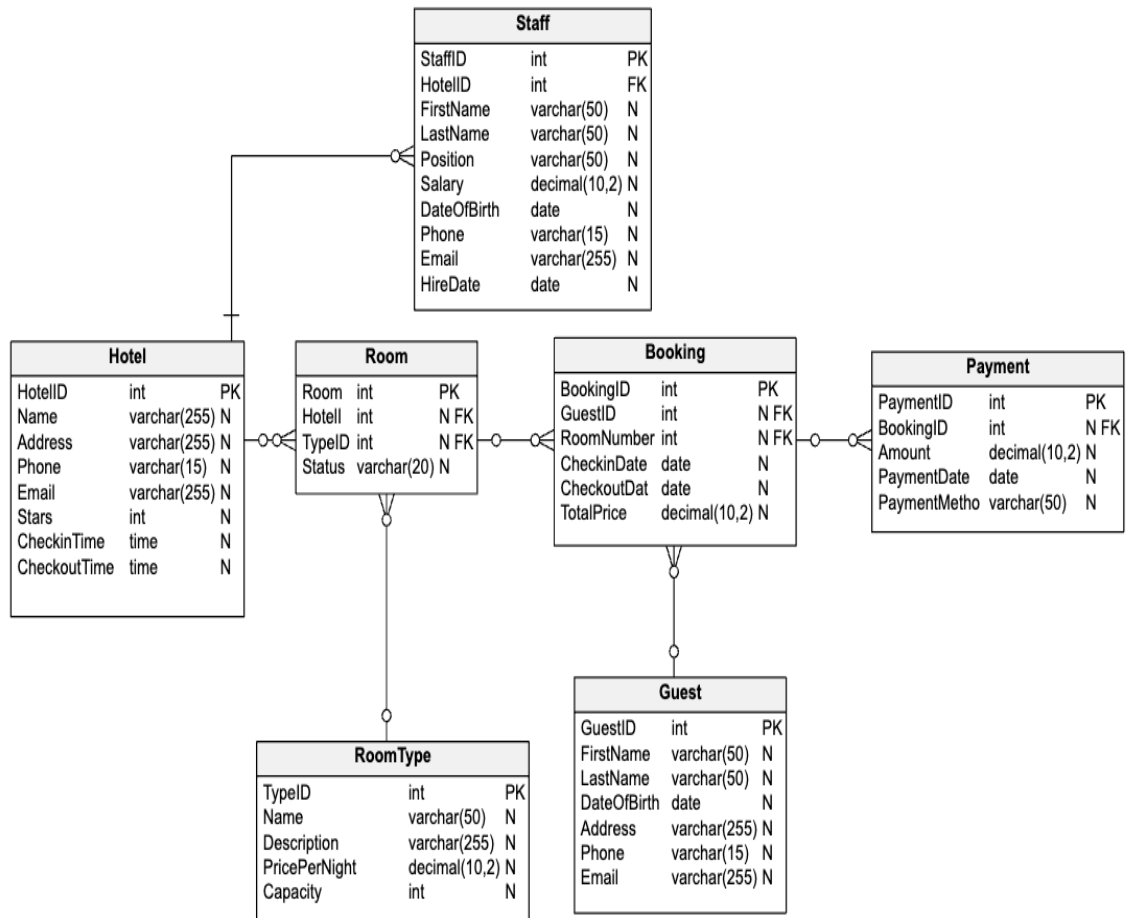 Staff
StaffID int PK
HotelID int FK
FirstName varchar(50) N
LastName varchar(50) N
Position varchar(50) N
Salary decimal(10,2) N
DateOfBirth date N
Phone varchar(15) N
Email varchar(255) N
HireDate date N
Hotel
HotelID int PK
Name varchar(255) N
Address varchar(255) N
Phone varchar(15) N
Email varchar(255) N
Stars int N
CheckinTime time N
CheckoutTime time N
Room
Room int PK
HotelI int N FK
TypeID int N FK
Status varchar(20) N
Booking
BookingID int PK
GuestID int N FK
RoomNumber int N FK
CheckinDate date N
CheckoutDat date N
TotalPrice decimal(10,2) N
Payment
PaymentID int PK
BookingID int N FK
Amount decimal(10,2) N
PaymentDate date N
PaymentMetho varchar(50) N
RoomType
TypeID int PK
Name varchar(50) N
Description varchar(255) N
PricePerNight decimal(10,2) N
Capacity int N
Guest
GuestID int PK
FirstName varchar(50) N
LastName varchar(50) N
DateOfBirth date N
Address varchar(255) N
Phone varchar(15) N
Email varchar(255) N